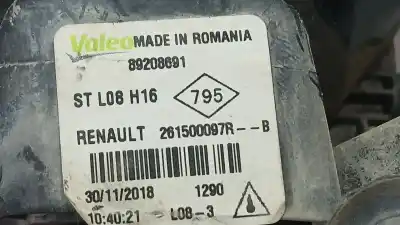 Valeo MADE IN ROMANIA
89208691
ST L06 H16 795
RENAULT 261500097R--B
30/11/2018 1290
10:40:21 L08-3